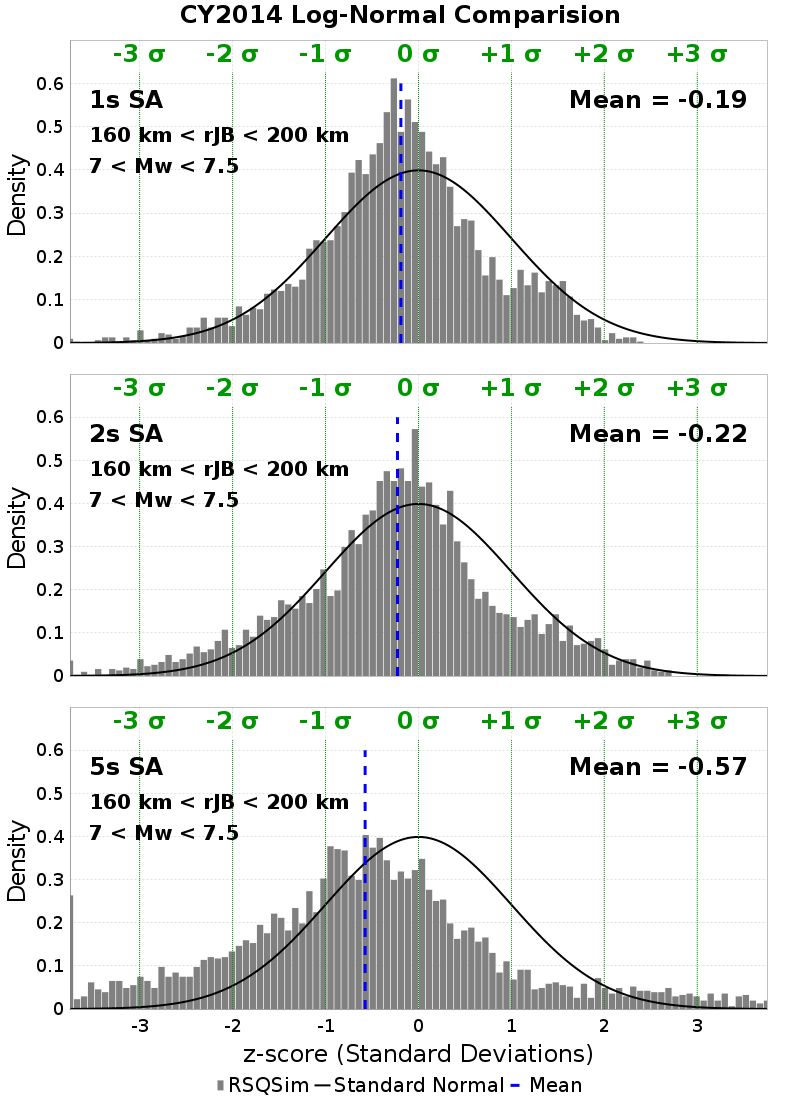 CY2014 Log-Normal Comparision
-3 σ -2 σ -1 σ 0 σ +1 σ +2 σ +3 σ
1s SA Mean = -0.19
160 km < rJB < 200 km
7 < Mw < 7.5
Density
0.6
0.5
0.4
0.3
0.2
0.1
0
-3 σ -2 σ -1 σ 0 σ +1 σ +2 σ +3 σ
2s SA Mean = -0.22
160 km < rJB < 200 km
7 < Mw < 7.5
Density
0.6
0.5
0.4
0.3
0.2
0.1
0
-3 σ -2 σ -1 σ 0 σ +1 σ +2 σ +3 σ
5s SA Mean = -0.57
160 km < rJB < 200 km
7 < Mw < 7.5
Density
0.6
0.5
0.4
0.3
0.2
0.1
0
-3 -2 -1 0 1 2 3
z-score (Standard Deviations)
RSQSim Standard Normal Mean